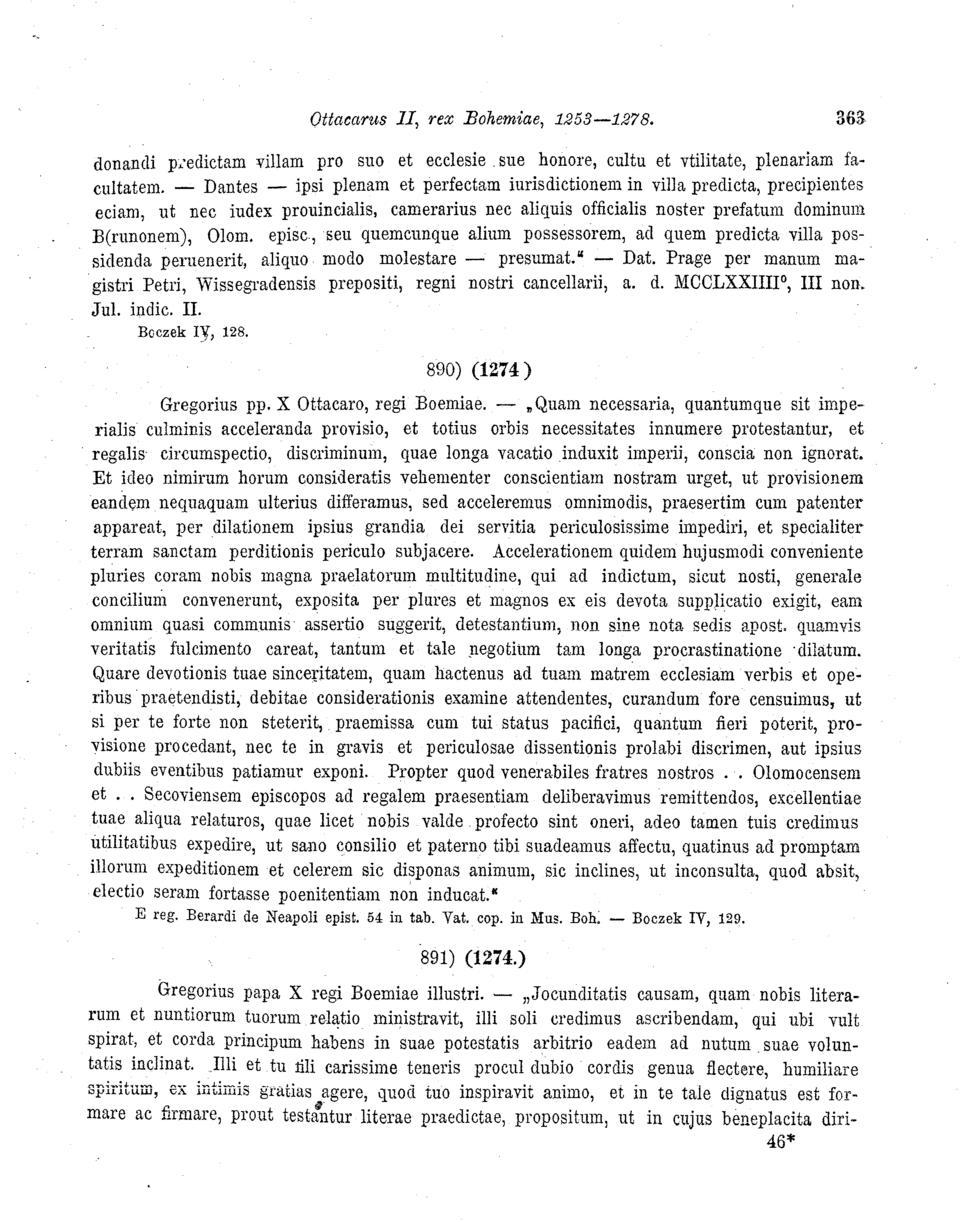 Ottacarus II, rex Bohemiae, 1253—1278. 363
donandi predictam villam pro suo et ecclesie sue honore, cultu et vtilitate, plenariam fa-
cultatem. — Dantes — ipsi plenam et perfectam iurisdictionem in villa predicta, precipientes
eciam, ut nec iudex prouincialis, camerarius nec aliquis officialis noster prefatum dominum
B(runonem), Olom. episc., seu quemcunque alium possessorem, ad quem predicta villa pos-
sidenda peruenerit, aliquo modo molestare — presumat.“ — Dat. Prage per manum ma-
gistri Petri, Wissegradensis prepositi, regni nostri cancellarii, a. d. MCCLXXIIII⁰, III non.
Jul. indic. II.
Boczek IV, 128.
890) (1274)
Gregorius pp. X Ottacaro, regi Boemiae. — „Quam necessaria, quantumque sit impe-
rialis culminis acceleranda provisio, et totius orbis necessitates innumere protestantur, et
regalis circumspectio, discriminum, quae longa vacatio induxit imperii, conscia non ignorat.
Et ideo nimirum horum consideratis vehementer conscientiam nostram urget, ut provisionem
eandem nequaquam ulterius differamus, sed acceleremus omnimodis, praesertim cum patenter
appareat, per dilationem ipsius grandia dei servitia periculosissime impediri, et specialiter
terram sanctam perditionis periculo subjacere. Accelerationem quidem hujusmodi conveniente
pluries coram nobis magna praelatorum multitudine, qui ad indictum, sicut nosti, generale
concilium convenerunt, exposita per plures et magnos ex eis devota supplicatio exigit, eam
omnium quasi communis assertio suggerit, detestantium, non sine nota sedis apost. quamvis
veritatis fulcimento careat, tantum et tale negotium tam longa procrastinatione dilatum.
Quare devotionis tuae sinceritatem, quam hactenus ad tuam matrem ecclesiam verbis et ope-
ribus praetendisti, debitae considerationis examine attendentes, curandum fore censuimus, ut
si per te forte non steterit, praemissa cum tui status pacifici, quantum fieri poterit, pro-
visione procedant, nec te in gravis et periculosae dissentionis prolabi discrimen, aut ipsius
dubiis eventibus patiamur exponi. Propter quod venerabiles fratres nostros . . Olomocensem
et . . Secoviensem episcopos ad regalem praesentiam deliberavimus remittendos, excellentiae
tuae aliqua relaturos, quae licet nobis valde profecto sint oneri, adeo tamen tuis credimus
utilitatibus expedire, ut sano consilio et paterno tibi suadeamus affectu, quatinus ad promptam
illorum expeditionem et celerem sic disponas animum, sic inclines, ut inconsulta, quod absit,
electio seram fortasse poenitentiam non inducat.“
E reg. Berardi de Neapoli epist. 54 in tab. Vat. cop. in Mus. Boh. — Boczek IV, 129.
891) (1274.)
Gregorius papa X regi Boemiae illustri. — „Jocunditatis causam, quam nobis litera-
rum et nuntiorum tuorum relatio ministravit, illi soli credimus ascribendam, qui ubi vult
spirat, et corda principum habens in suae potestatis arbitrio eadem ad nutum suae volun-
tatis inclinat. Illi et tu tili carissime teneris procul dubio cordis genua flectere, humiliare
spiritum, ex intimis gratias agere, quod tuo inspiravit animo, et in te tale dignatus est for-
mare ac firmare, prout testantur literae praedictae, propositum, ut in cujus beneplacita diri-
46*